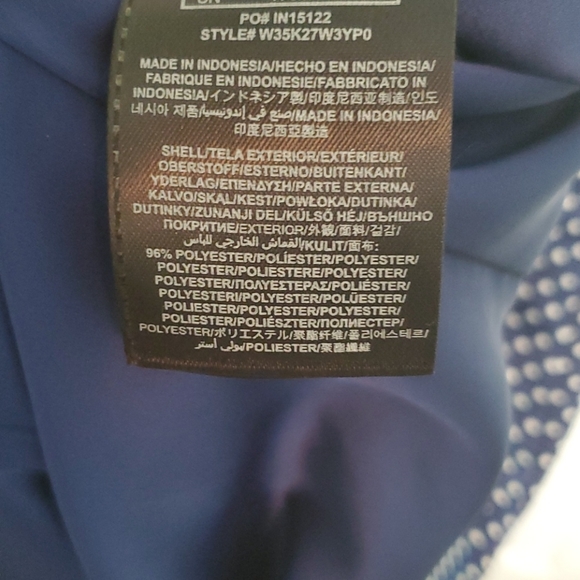 PO# IN15122
STYLE# W35K27W3YP0
MADE IN INDONESIA/HECHO EN INDONESIA/
FABRIQUE EN INDONESIE/FABBRICATO IN
INDONESIA/インドネシア製/印度尼西亚制造/인도
네시아 제품/صنع في إندونيسيا/MADE IN INDONESIA/
印度尼西亞製造
SHELL/TELA EXTERIOR/EXTÉRIEUR/
OBERSTOFF/ESTERNO/BUITENKANT/
YDERLAG/ΕΠΕΝΔΥΣΗ/PARTE EXTERNA/
KALVO/SKAL/KEST/POWŁOKA/DUTINKA/
DUTINKY/ZUNANJI DEL/KÜLSŐ HÉJ/ВЪНШНО
ПОКРИТИЕ/EXTERIOR/外観/面料/겉감/
القماش الخارجي للباس/KULIT/面布:
96% POLYESTER/POLIÉSTER/POLYESTER/
POLYESTER/POLIESTERE/POLYESTER/
POLYESTER/ΠΟΛΥΕΣΤΕΡΑΣ/POLIÉSTER/
POLYESTERI/POLYESTER/POLÜESTER/
POLIESTER/POLYESTER/POLYESTER/
POLIESTER/POLIÉSZTER/ПОЛИЕСТЕР/
POLYESTER/ポリエステル/聚酯纤维/폴리에스테르/
بولي أستر/POLIESTER/聚酯纖維